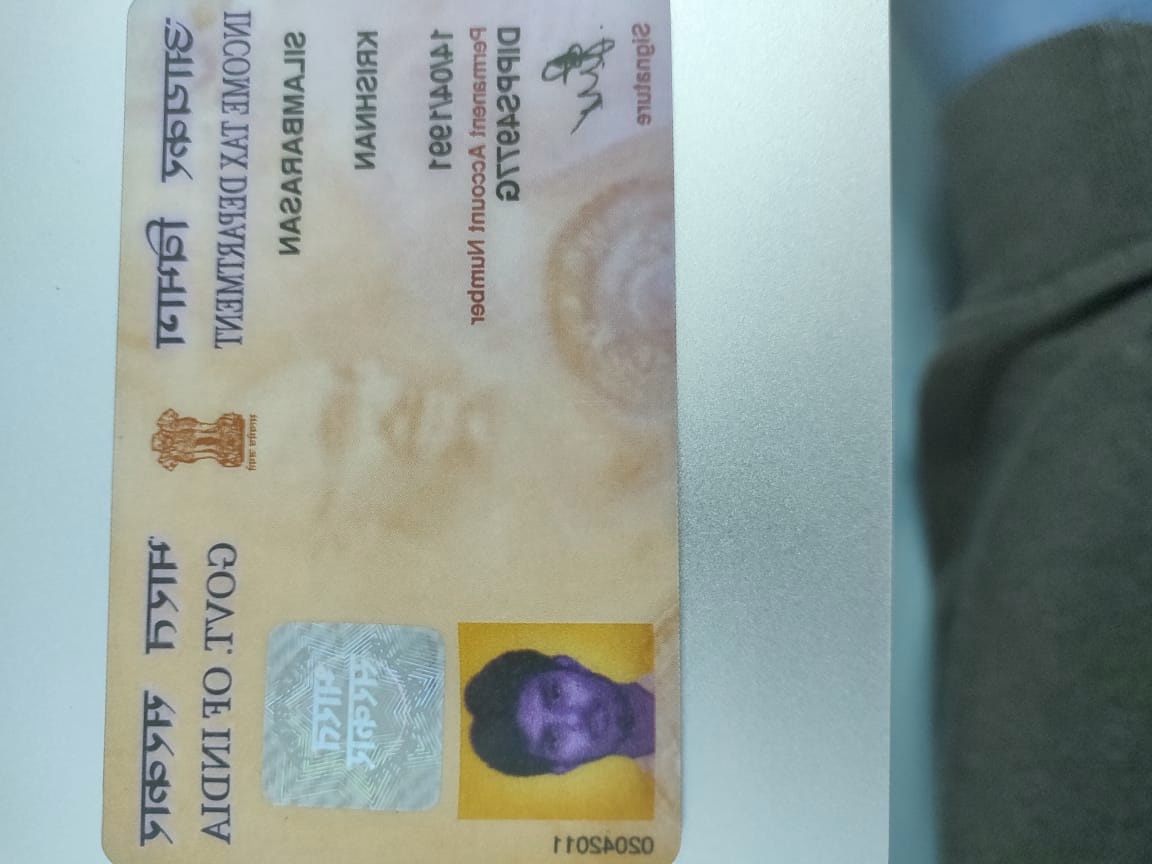 आयकर विभाग भारत सरकार
INCOME TAX DEPARTMENT GOVT. OF INDIA
SILAMBARASAN
KRISHNAN
14/04/1991
Permanent Account Number
DIPPS4977G
Signature
भारत
सरकार
02042011